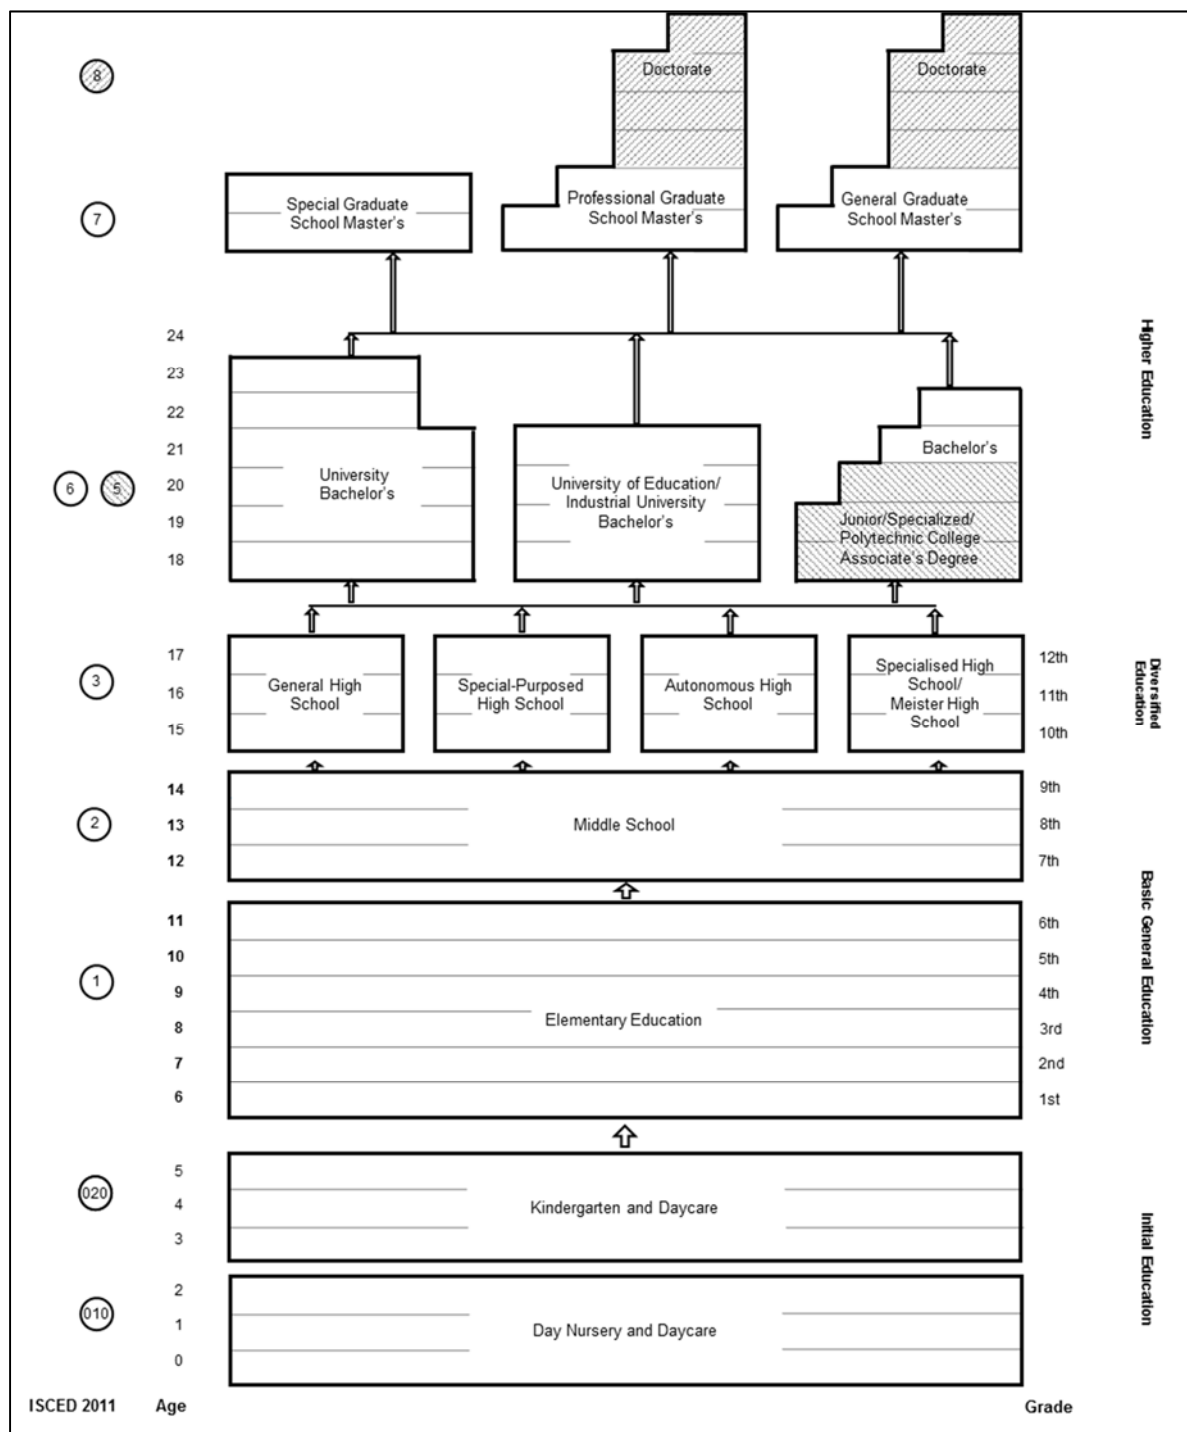 8
Doctorate
Doctorate
7
Special Graduate
School Master's
Professional Graduate
School Master's
General Graduate
School Master's
Higher Education
24
23
22
21
20
19
18
6
5
University
Bachelor's
University of Education/
Industrial University
Bachelor's
Bachelor's
Junior/Specialized/
Polytechnic College
Associate's Degree
3
17
16
15
General High
School
Special-Purposed
High School
Autonomous High
School
Specialised High
School/
Meister High
School
12th
11th
10th
Diversified
Education
2
14
13
12
Middle School
9th
8th
7th
Basic General Education
1
11
10
9
8
7
6
Elementary Education
6th
5th
4th
3rd
2nd
1st
020
5
4
3
Kindergarten and Daycare
Initial Education
010
2
1
0
Day Nursery and Daycare
ISCED 2011
Age
Grade